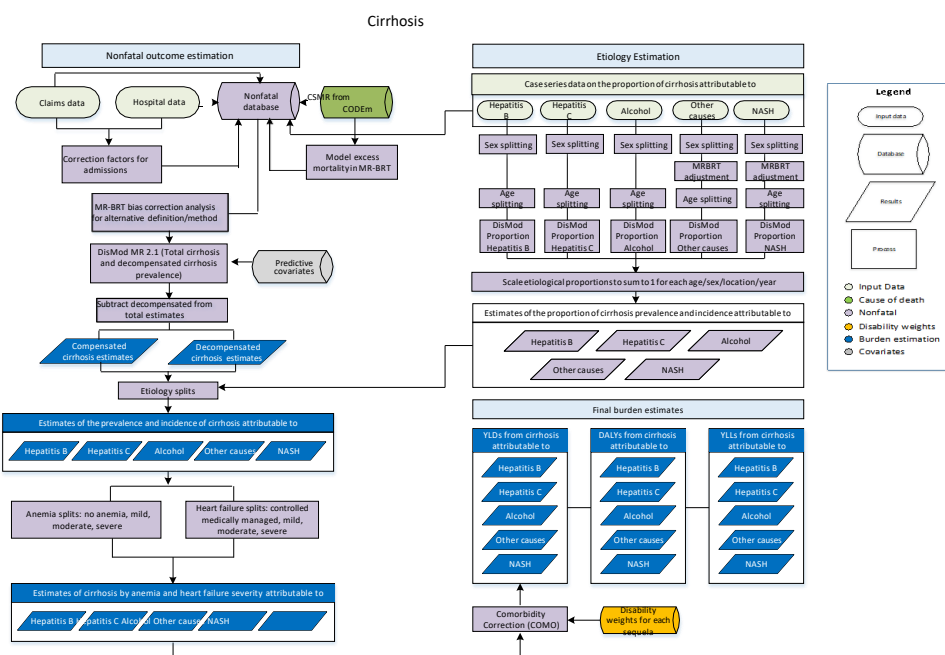 Cirrhosis
Nonfatal outcome estimation
Claims data
Hospital data
Nonfatal
database
CSMR from
CODEm
Correction factors for
admissions
Model excess
mortality in MR-BRT
MR-BRT bias correction analysis
for alternative definition/method
DisMod MR 2.1 (Total cirrhosis
and decompensated cirrhosis
prevalence)
Predictive
covariates
Subtract decompensated from
total estimates
Compensated
cirrhosis estimates
Decompensated
cirrhosis estimates
Etiology splits
Estimates of the prevalence and incidence of cirrhosis attributable to
Hepatitis B
Hepatitis C
Alcohol
Other causes
NASH
Anemia splits: no anemia, mild,
moderate, severe
Heart failure splits: controlled
medically managed, mild,
moderate, severe
Estimates of cirrhosis by anemia and heart failure severity attributable to
Hepatitis B
Hepatitis C
Alcohol
Other causes
NASH
Etiology Estimation
Case series data on the proportion of cirrhosis attributable to
Hepatitis
B
Hepatitis
C
Alcohol
Other
causes
NASH
Sex splitting
Sex splitting
Sex splitting
Sex splitting
Sex splitting
MRBRT
adjustment
MRBRT
adjustment
Age
splitting
Age
splitting
Age
splitting
Age splitting
Age
splitting
DisMod
Proportion
Hepatitis B
DisMod
Proportion
Hepatitis C
DisMod
Proportion
Alcohol
DisMod
Proportion
Other causes
DisMod
Proportion
NASH
Scale etiological proportions to sum to 1 for each age/sex/location/year
Estimates of the proportion of cirrhosis prevalence and incidence attributable to
Hepatitis B
Hepatitis C
Alcohol
Other causes
NASH
Final burden estimates
YLDs from cirrhosis
attributable to
Hepatitis B
Hepatitis C
Alcohol
Other causes
NASH
DALYs from cirrhosis
attributable to
Hepatitis B
Hepatitis C
Alcohol
Other causes
NASH
YLLs from cirrhosis
attributable to
Hepatitis B
Hepatitis C
Alcohol
Other causes
NASH
Comorbidity
Correction (COMO)
Disability
weights for each
sequela
Legend
Input data
Database
Results
Process
Input Data
Cause of death
Nonfatal
Disability weights
Burden estimation
Covariates